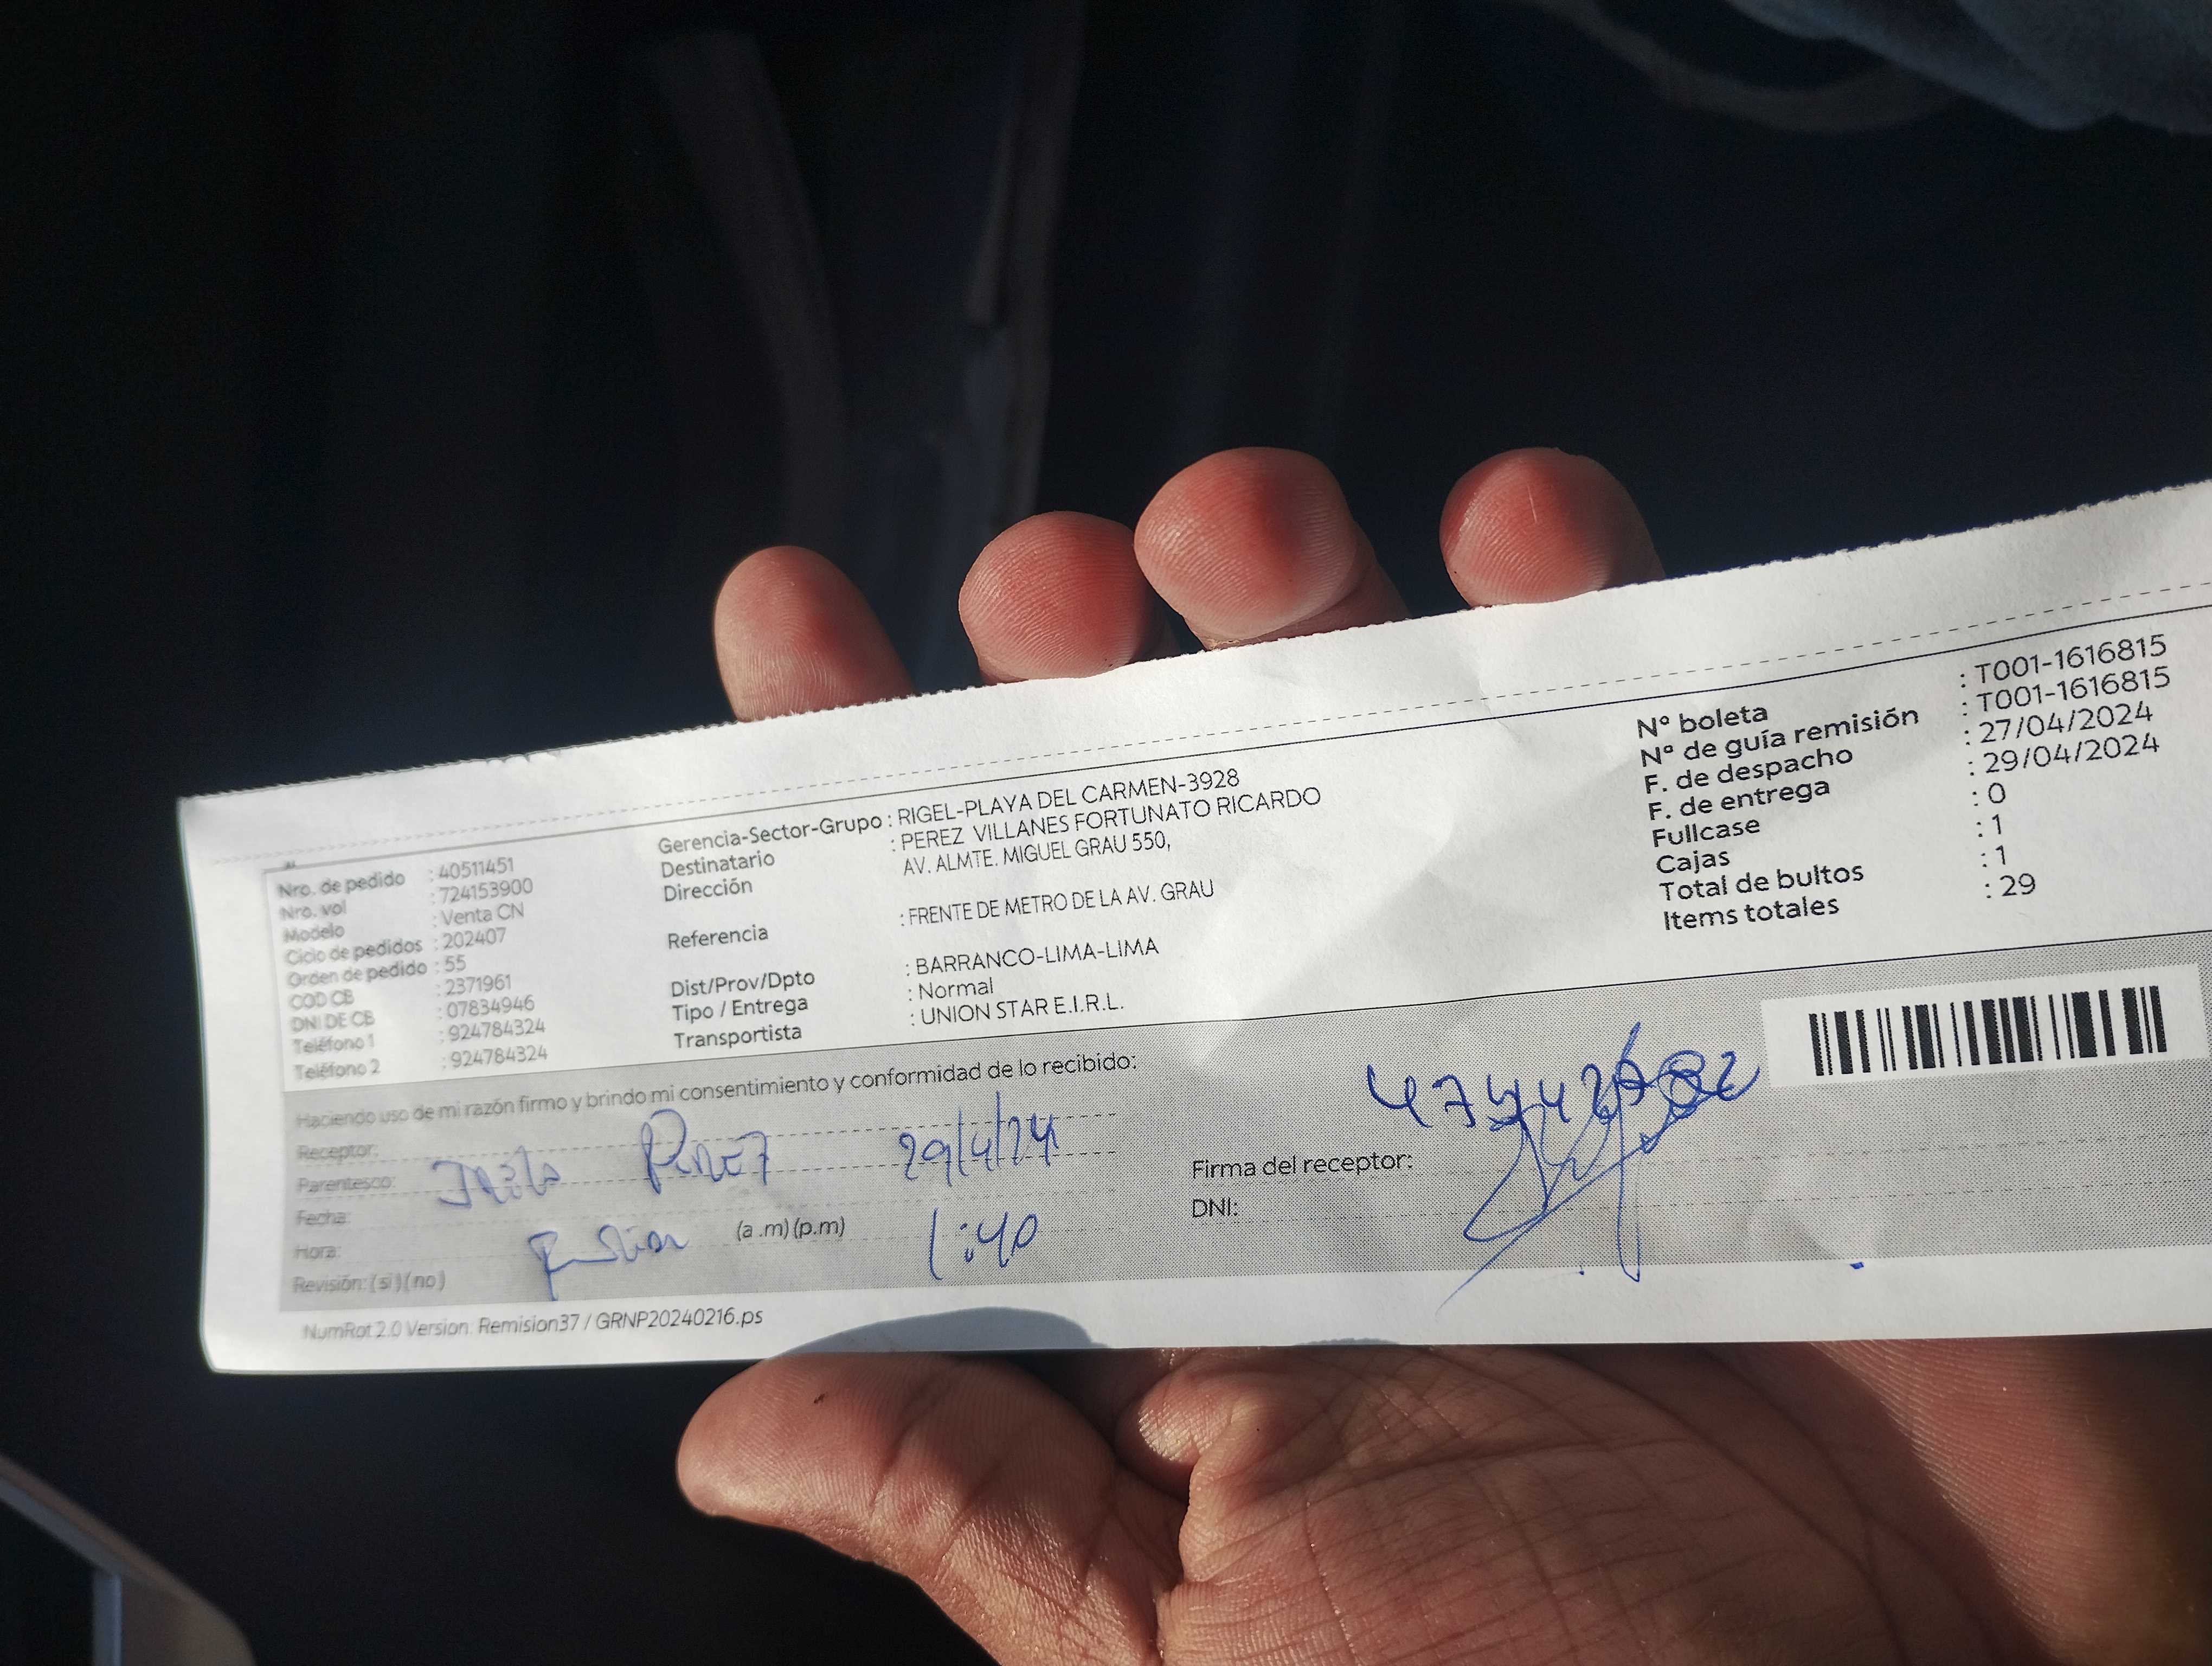 Nro. de pedido : 40511451
Nro. vol : 724153900
Modelo : Venta CN
Ciclo de pedidos : 202407
Orden de pedido : 55
COD CB : 2371961
DNI DE CB : 07834946
Teléfono 1 : 924784324
Teléfono 2 : 924784324
Gerencia-Sector-Grupo : RIGEL-PLAYA DEL CARMEN-3928
Destinatario : PEREZ VILLANES FORTUNATO RICARDO
Dirección AV. ALMTE. MIGUEL GRAU 550,
Referencia : FRENTE DE METRO DE LA AV. GRAU
Dist/Prov/Dpto : BARRANCO-LIMA-LIMA
Tipo / Entrega : Normal
Transportista : UNION STAR E.I.R.L.
N° boleta : T001-1616815
N° de guía remisión : T001-1616815
F. de despacho : 27/04/2024
F. de entrega : 29/04/2024
Fullcase : 0
Cajas : 1
Total de bultos : 1
Items totales : 29
Haciendo uso de mi razón firmo y brindo mi consentimiento y conformidad de lo recibido:
Receptor:
Parentesco: 29/4/24
Fecha:
Hora: (a .m) (p.m) 1:40
Revisión: (si) (no)
Firma del receptor:
DNI:
NumRot 2.0 Version: Remision37 / GRNP20240216.ps